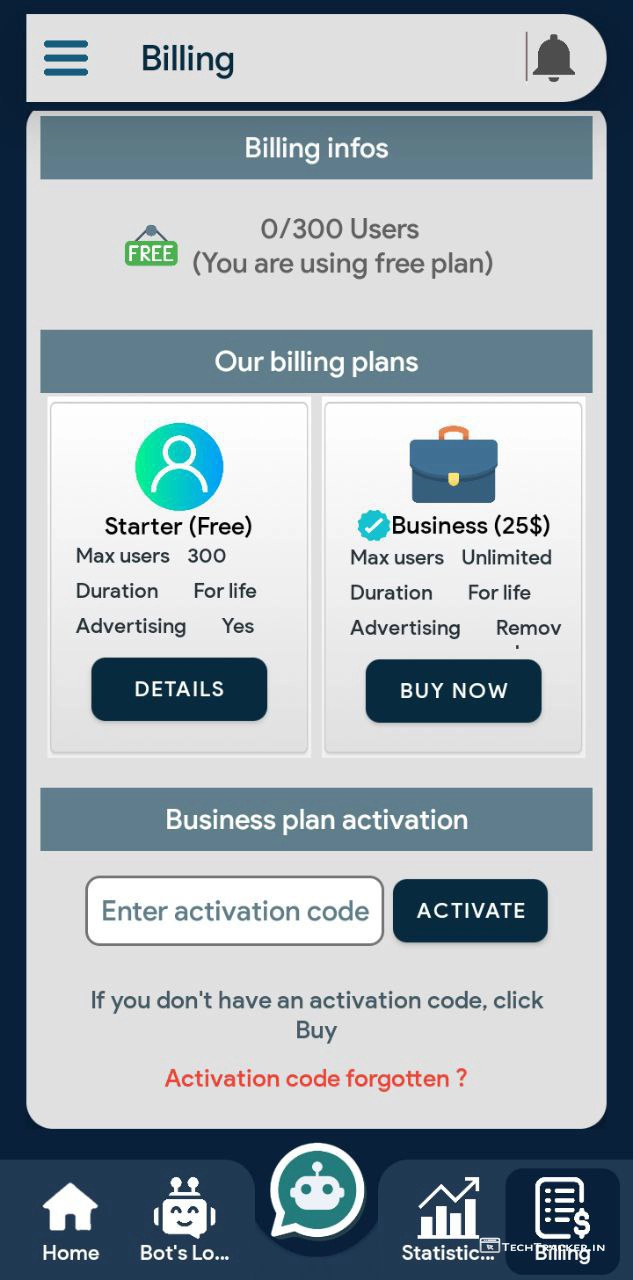 Billing
Billing infos
FREE
0/300 Users
(You are using free plan)
Our billing plans
Starter (Free)
Max users 300
Duration For life
Advertising Yes
DETAILS
Business (25$)
Max users Unlimited
Duration For life
Advertising Remov
BUY NOW
Business plan activation
Enter activation code
ACTIVATE
If you don't have an activation code, click
Buy
Activation code forgotten ?
Home
Bot's Lo...
Statistic...
Billing
TECHTRACKER.IN